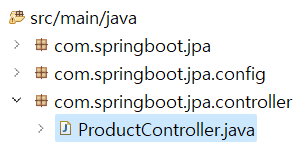 src/main/java
com.springboot.jpa
com.springboot.jpa.config
com.springboot.jpa.controller
ProductController.java